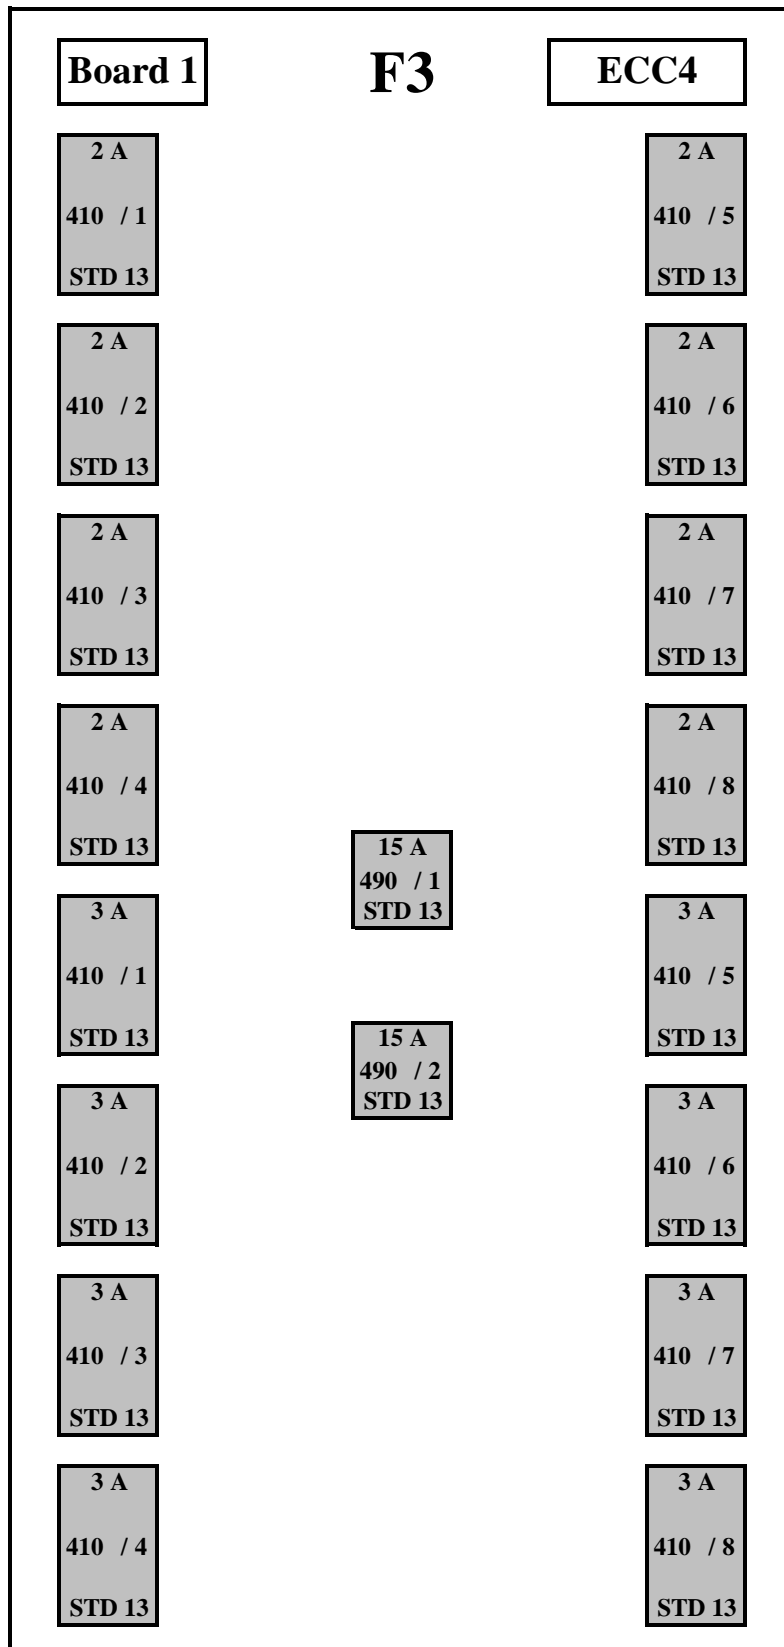 Board 1 F3 ECC4
2 A 2 A
410 / 1 410 / 5
STD 13 STD 13
2 A 2 A
410 / 2 410 / 6
STD 13 STD 13
2 A 2 A
410 / 3 410 / 7
STD 13 STD 13
2 A 2 A
410 / 4 410 / 8
STD 13 STD 13
15 A
490 / 1
STD 13
3 A 3 A
410 / 1 410 / 5
STD 13 STD 13
15 A
490 / 2
STD 13
3 A 3 A
410 / 2 410 / 6
STD 13 STD 13
3 A 3 A
410 / 3 410 / 7
STD 13 STD 13
3 A 3 A
410 / 4 410 / 8
STD 13 STD 13